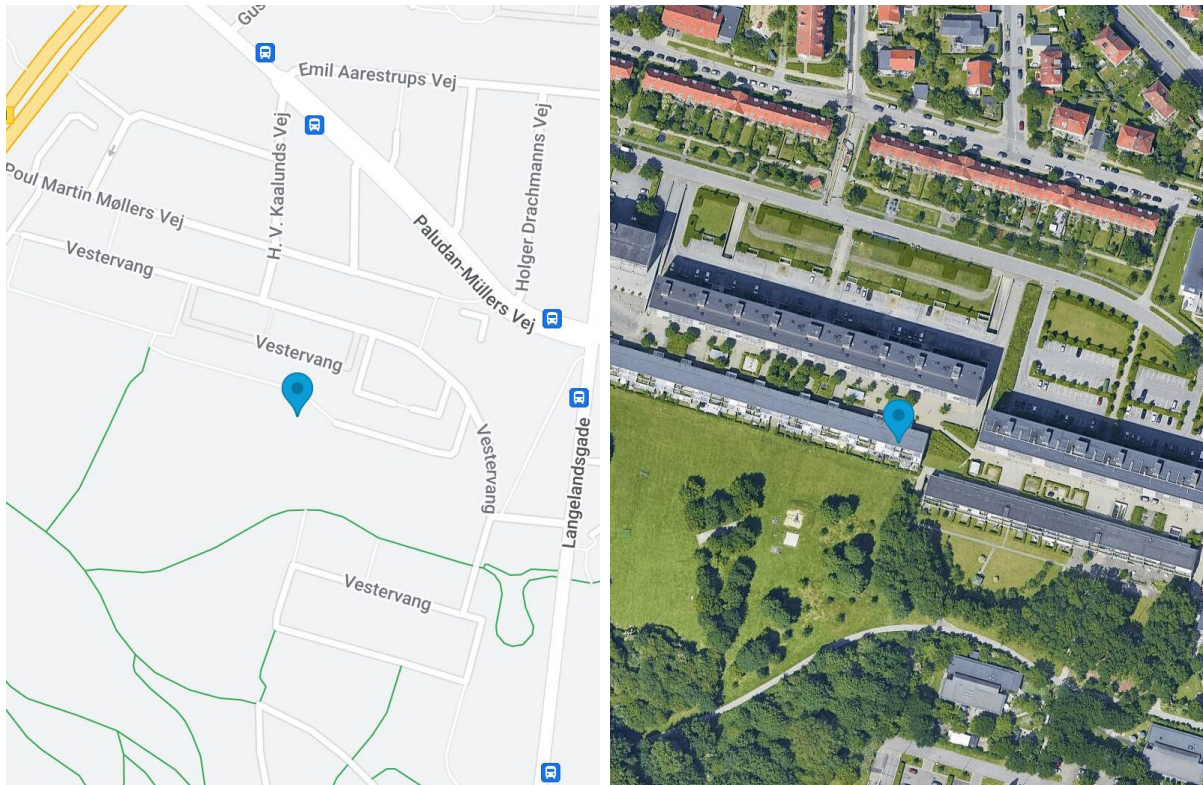 Gus
Emil Aarestrups Vej
H. V. Kaalunds Vej
Holger Drachmanns Vej
Poul Martin Møllers Vej
Paludan-Müllers Vej
Vestervang
Vestervang
Vestervang
Langelandsgade
Vestervang